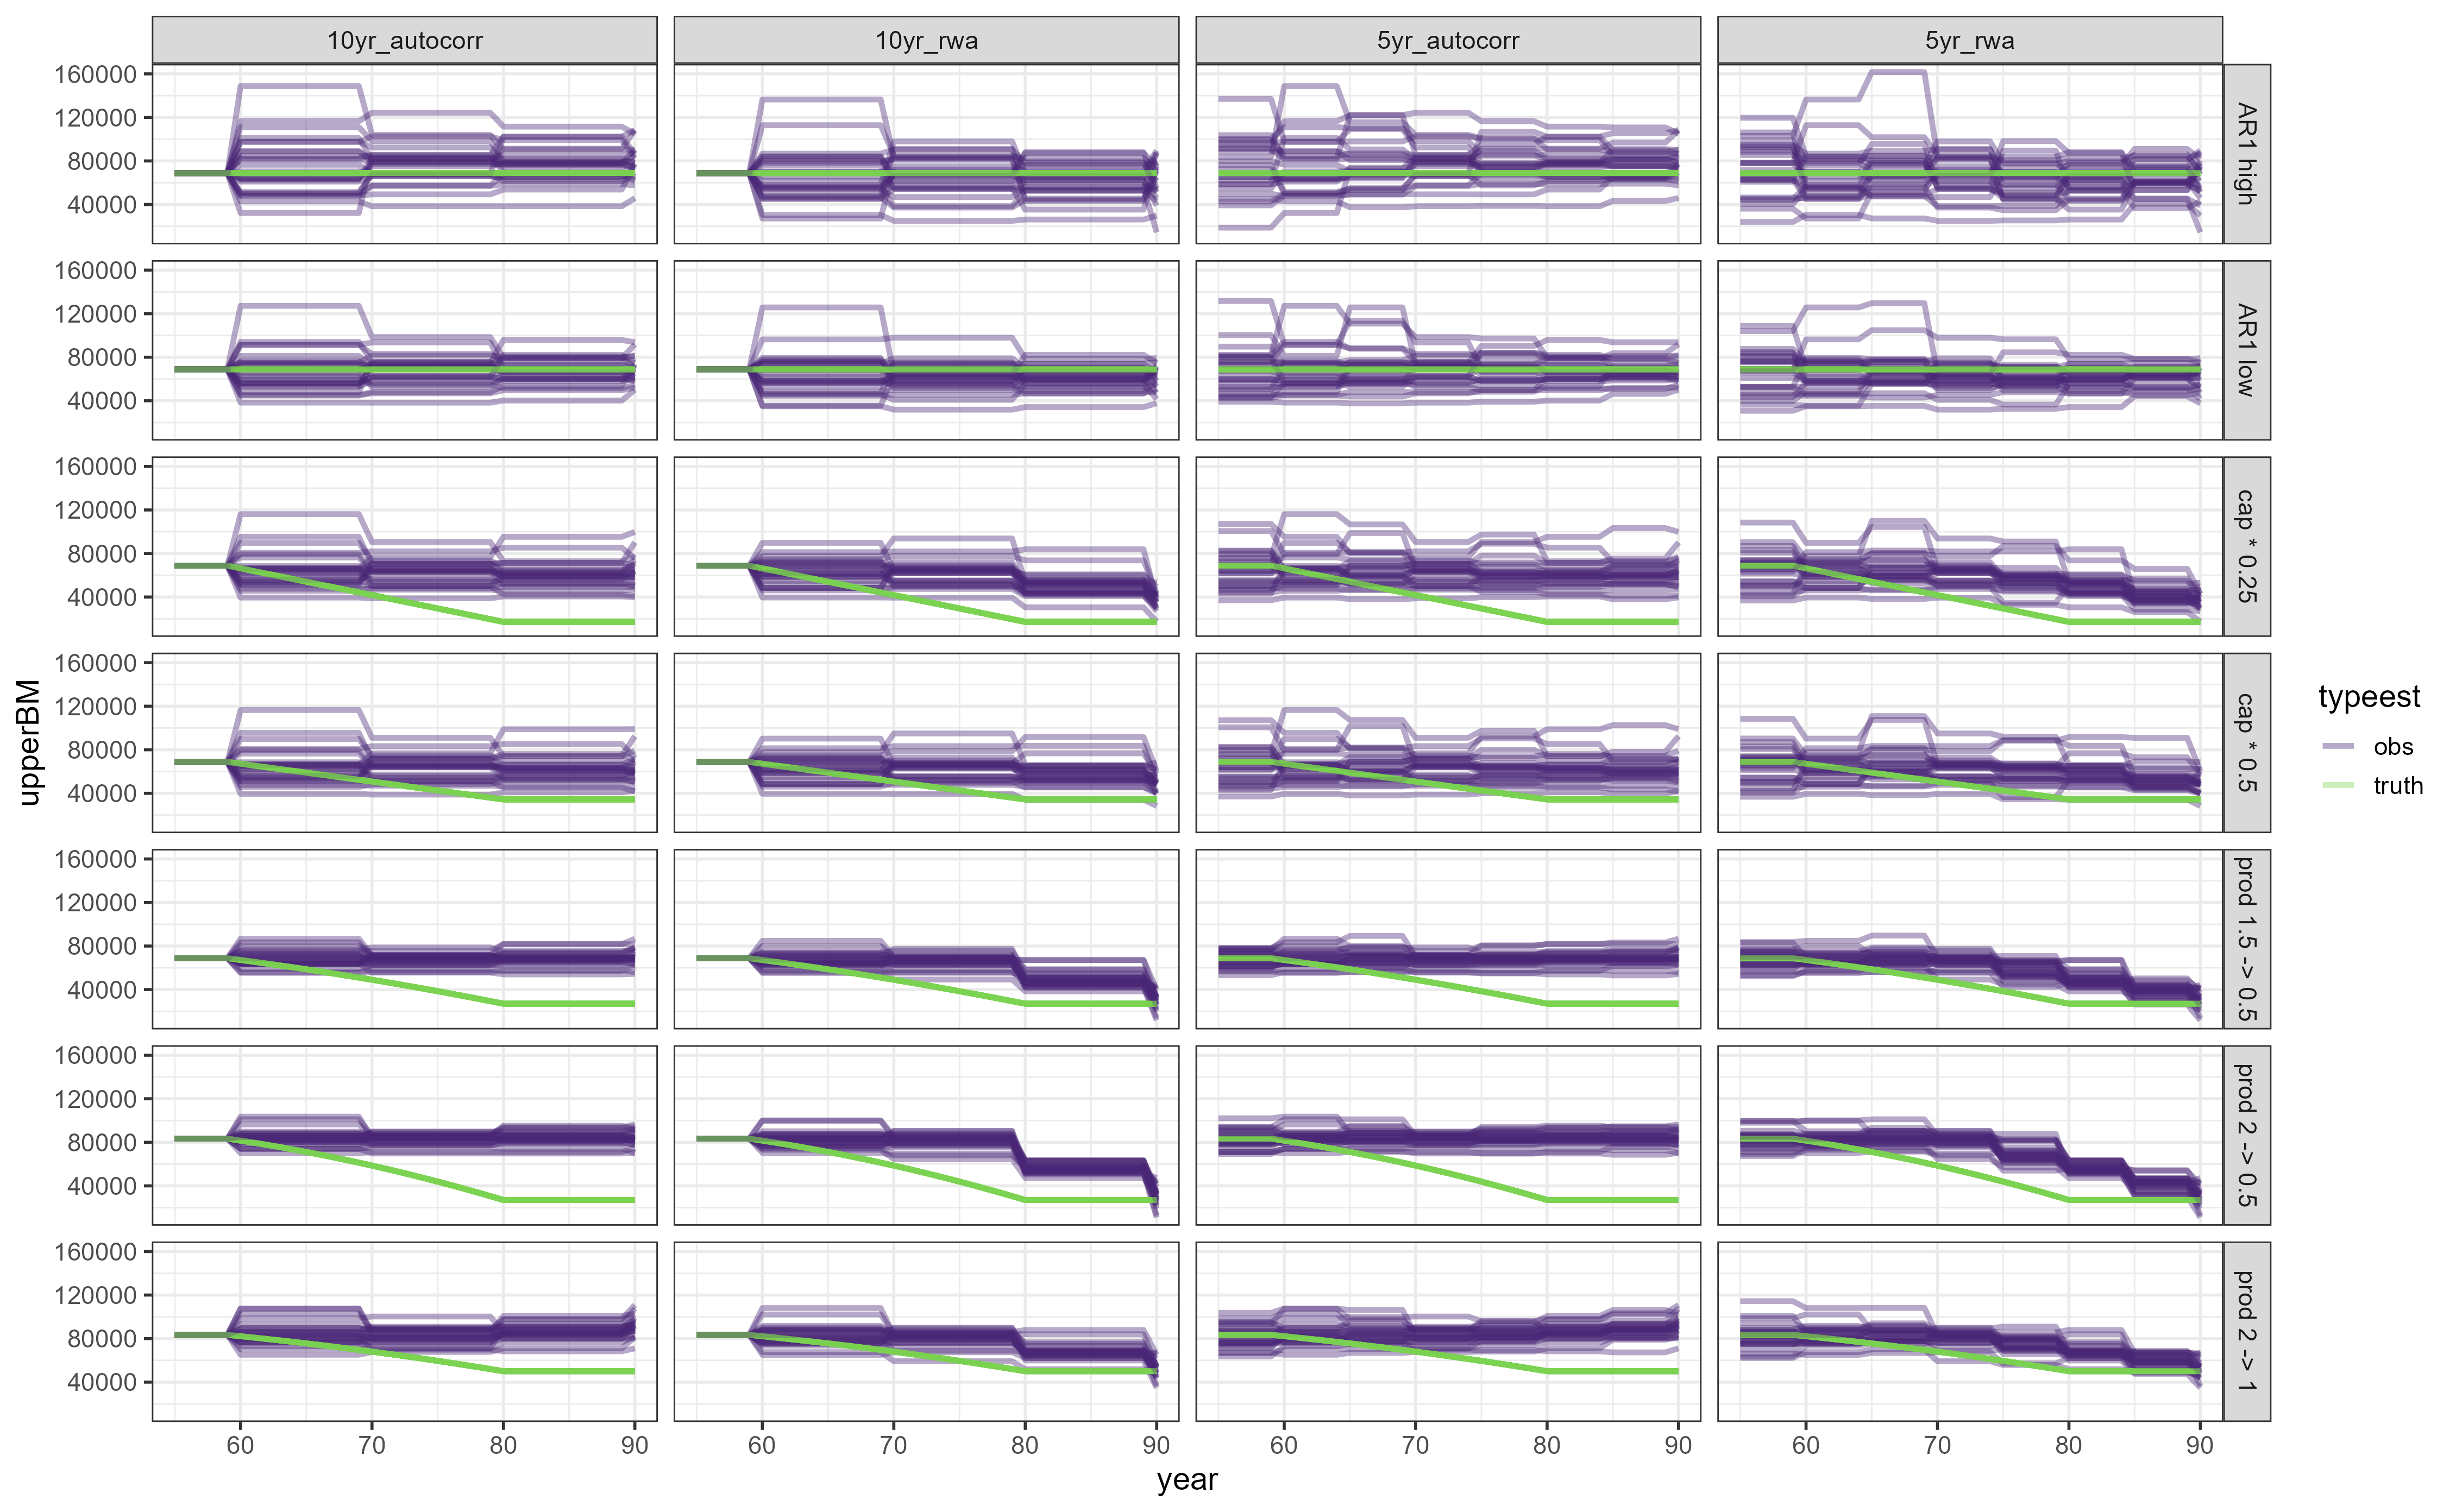 10yr_autocorr 10yr_rwa 5yr_autocorr 5yr_rwa
160000
120000
80000
40000
AR1 high
160000
120000
80000
40000
AR1 low
160000
120000
80000
40000
cap * 0.25
160000
120000
80000
40000
cap * 0.5
160000
120000
80000
40000
prod 1.5 -> 0.5
160000
120000
80000
40000
prod 2 -> 0.5
160000
120000
80000
40000
prod 2 -> 1
upperBM
60 70 80 90 60 70 80 90 60 70 80 90 60 70 80 90
year
typeest
obs
truth